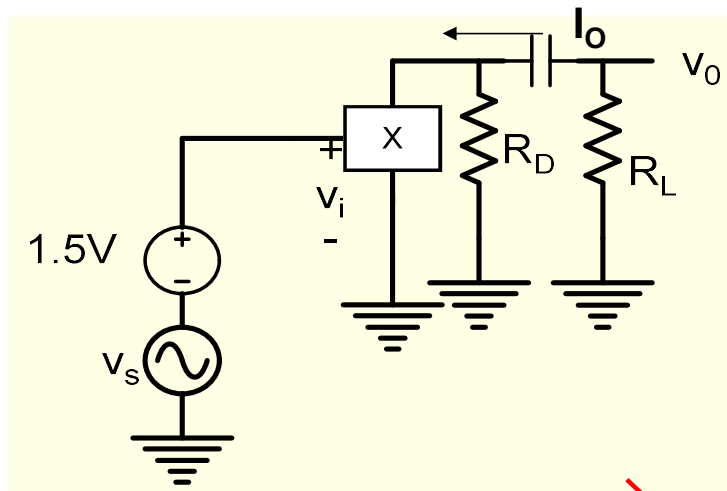 I_O
v_0
X
+
R_D
R_L
v_i
-
1.5V
+
-
v_s